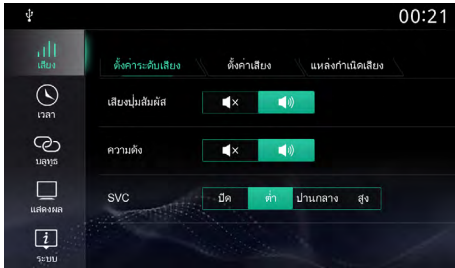 00:21
เสียง
ตั้งค่าระดับเสียง ตั้งค่าเสียง แหล่งกำเนิดเสียง
เสียงปุ่มสัมผัส
เวลา
ความดัง
บลูทูธ
SVC ปิด ต่ำ ปานกลาง สูง
แสดงผล
ระบบ